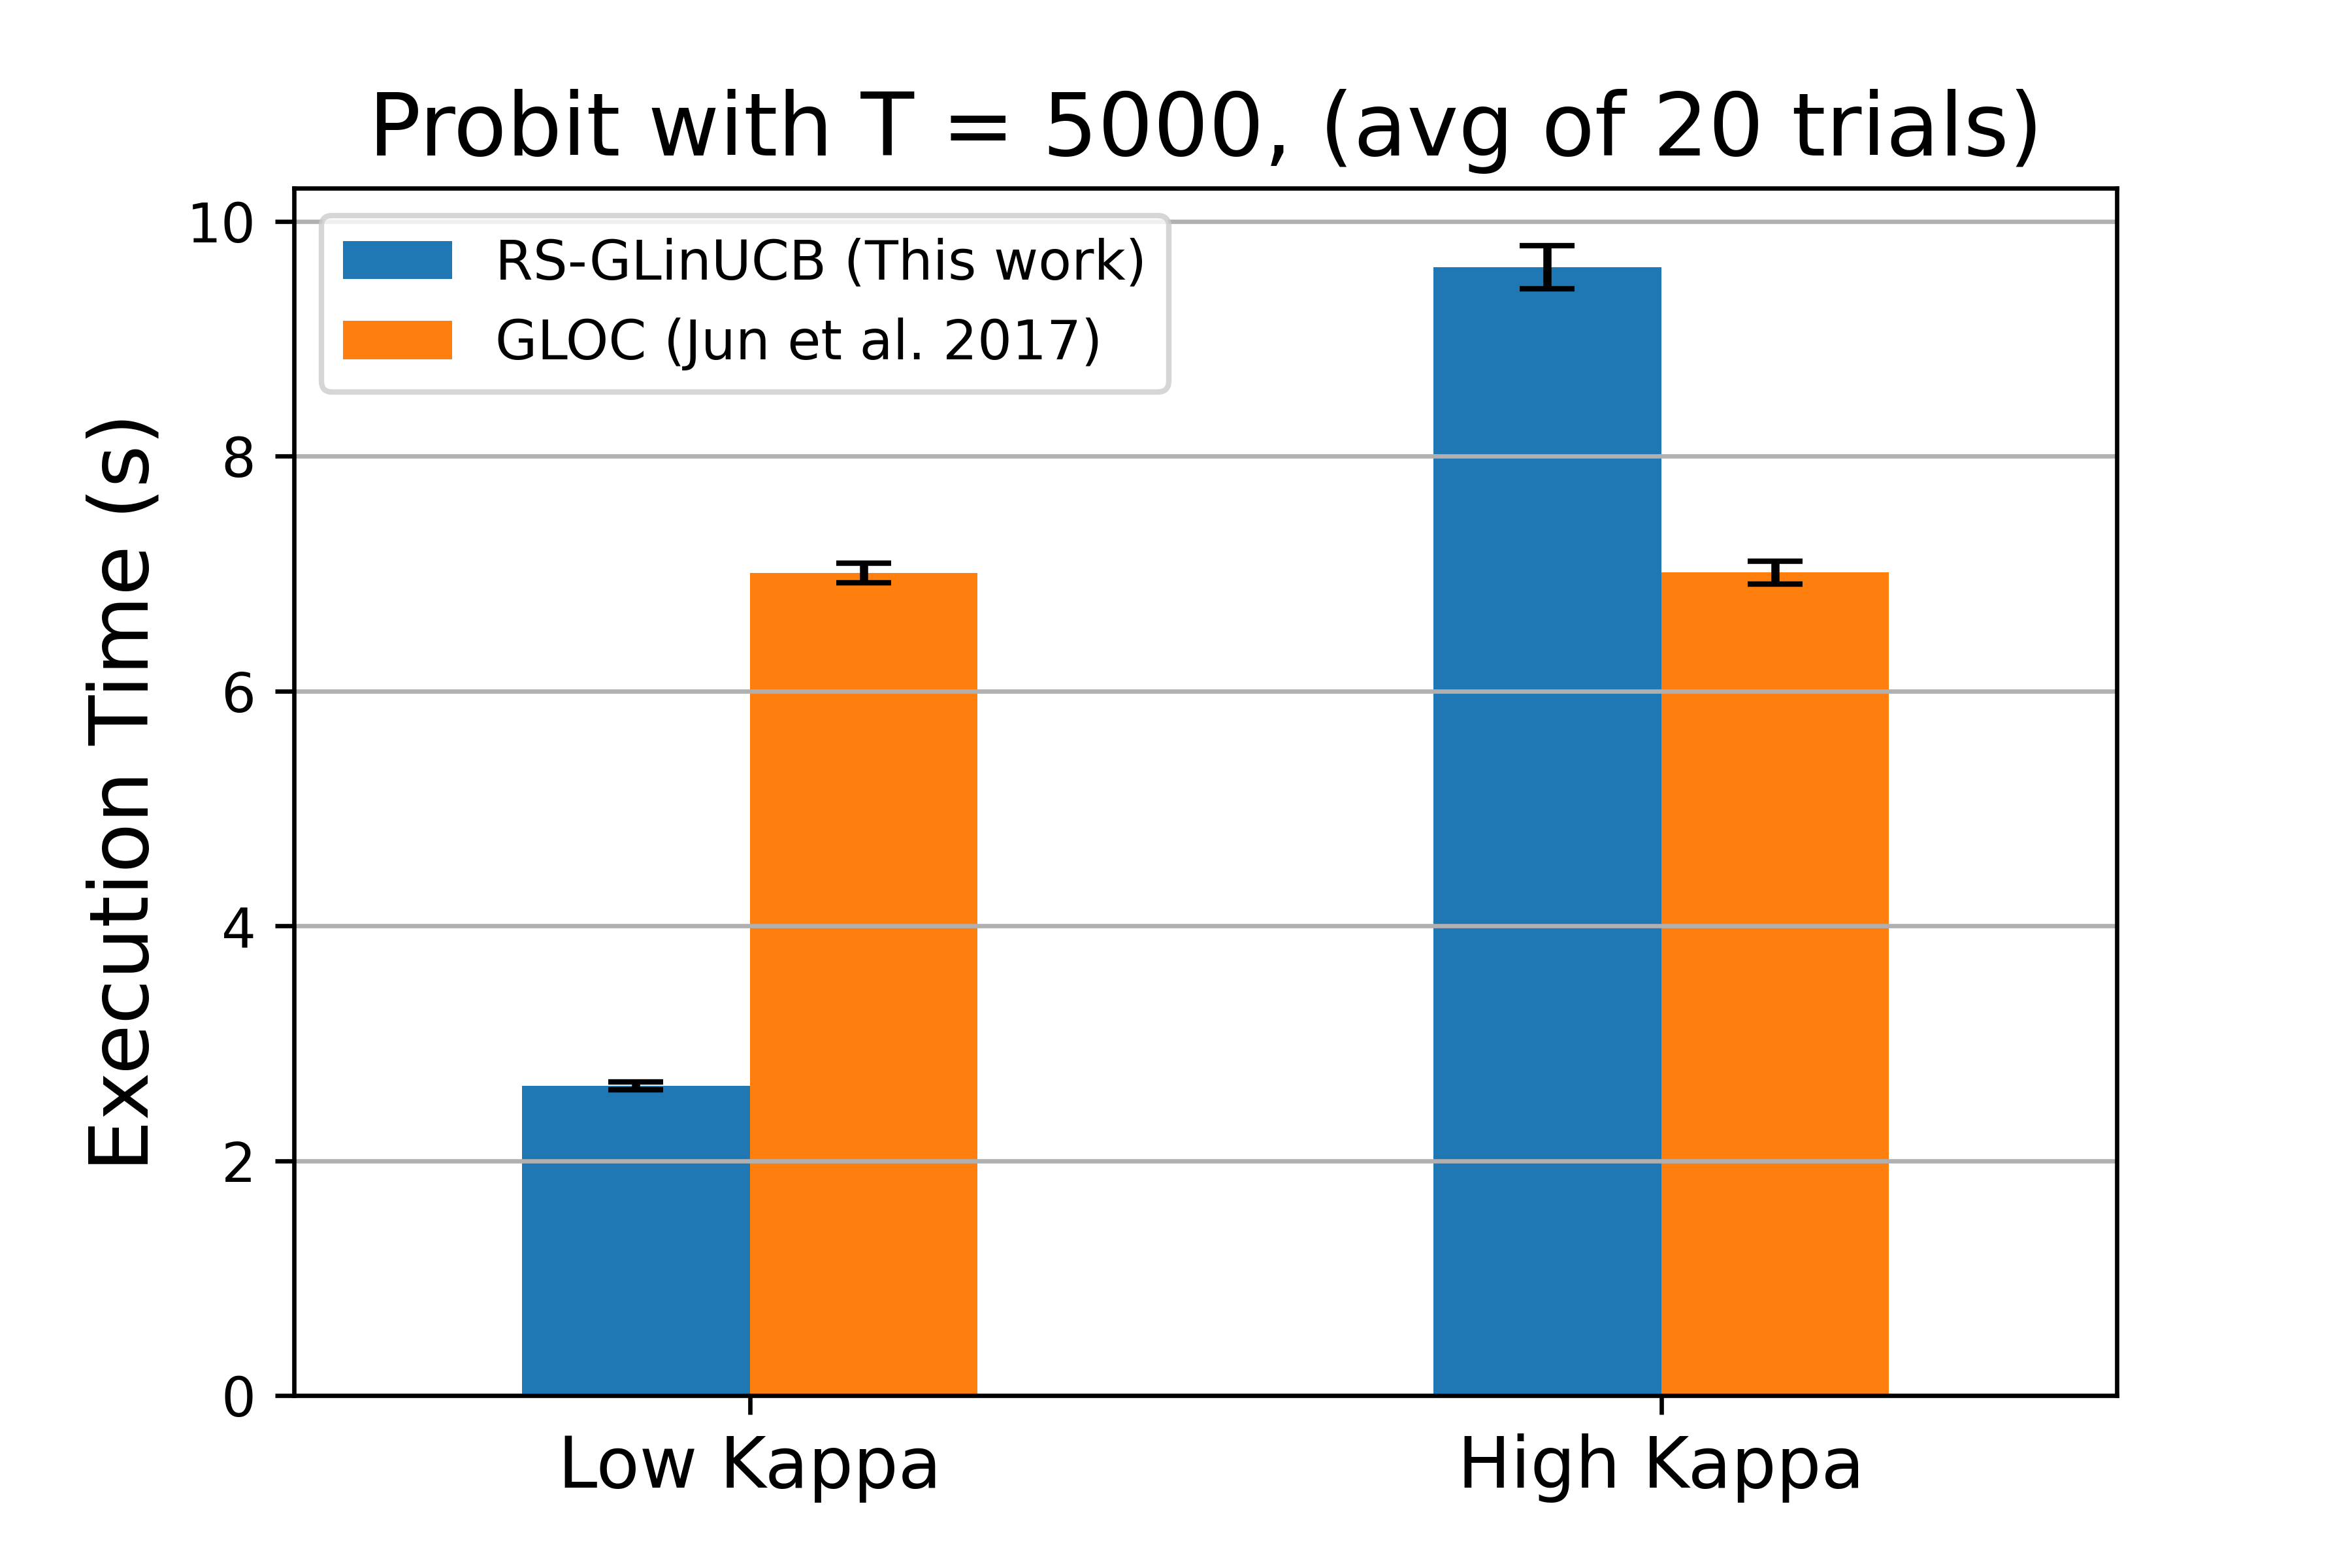 Probit with T = 5000, (avg of 20 trials)
RS-GLinUCB (This work)
GLOC (Jun et al. 2017)
Execution Time (s)
10
8
6
4
2
0
Low Kappa
High Kappa